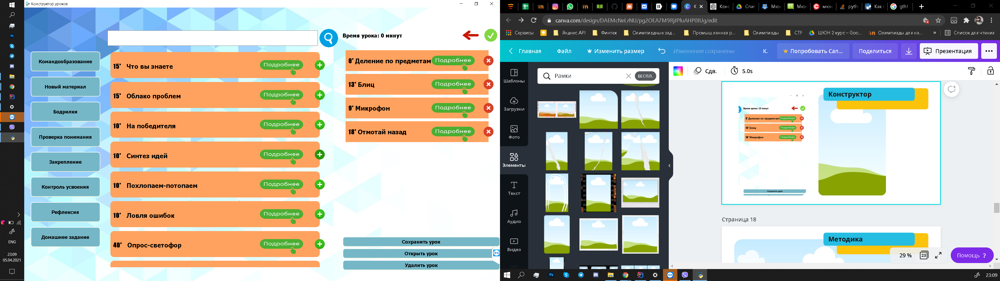 Конструктор уроков
Время урока: 0 минут
Командообразование
Новый материал
Бодрилки
Проверка понимания
Закрепление
Контроль усвоения
Рефлексия
Домашнее задание
15' Что вы знаете Подробнее
15' Облако проблем Подробнее
10' На победителя Подробнее
10' Синтез идей Подробнее
10' Похлопаем-потопаем Подробнее
10' Ловля ошибок Подробнее
40' Опрос-светофор Подробнее
0' Деление по предметам Подробнее
13' Блиц Подробнее
9' Микрофон Подробнее
18' Отмотай назад Подробнее
Сохранить урок
Открыть урок
Удалить урок
ENG
23:09
05.04.2021
К Конс Спис Мюн Мюн мюн pyth Как gtht
canva.com/design/DAEMcNeLrNU/pg2OEA7M9RjJPfuAHP0IUg/edit
Сервисы Яндекс API Финтех Олимпиадные зад... Промышленная р... Олимпиады CTF ШЮН 2 курс – Goo... Олимпиады для на... » Список для чтения
Главная Файл Изменить размер Изменения сохранены К. Попробовать Can... Поделиться Презентация
Шаблоны
Загрузки
Фото
Элементы
Текст
Аудио
Видео
Рамки БЕСПЛ.
Сдв. 5.0s
Конструктор
Время урока: 15 минут
0' Деление по предметам Подробнее
15' Блиц Подробнее
18' Микрофон Подробнее
Сохранить урок
Страница 18
Методика
29 % 23 Помощь ?
23:09